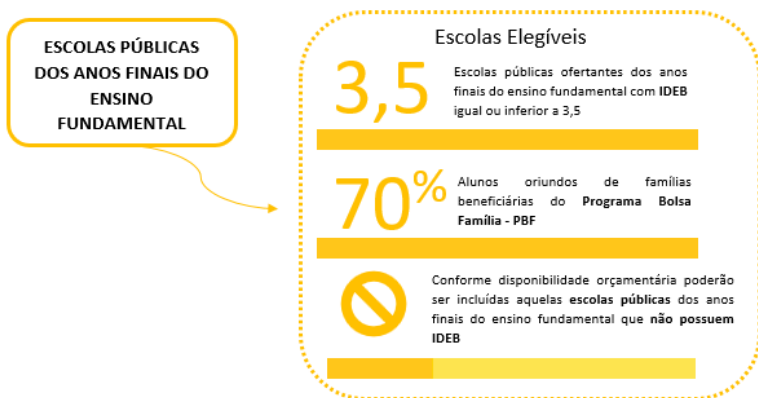 ESCOLAS PÚBLICAS
DOS ANOS FINAIS DO
ENSINO
FUNDAMENTAL
Escolas Elegíveis
3,5
Escolas públicas ofertantes dos anos
finais do ensino fundamental com IDEB
igual ou inferior a 3,5
70%
Alunos oriundos de famílias
beneficiárias do Programa Bolsa
Família - PBF
Conforme disponibilidade orçamentária poderão
ser incluídas aquelas escolas públicas dos anos
finais do ensino fundamental que não possuem
IDEB